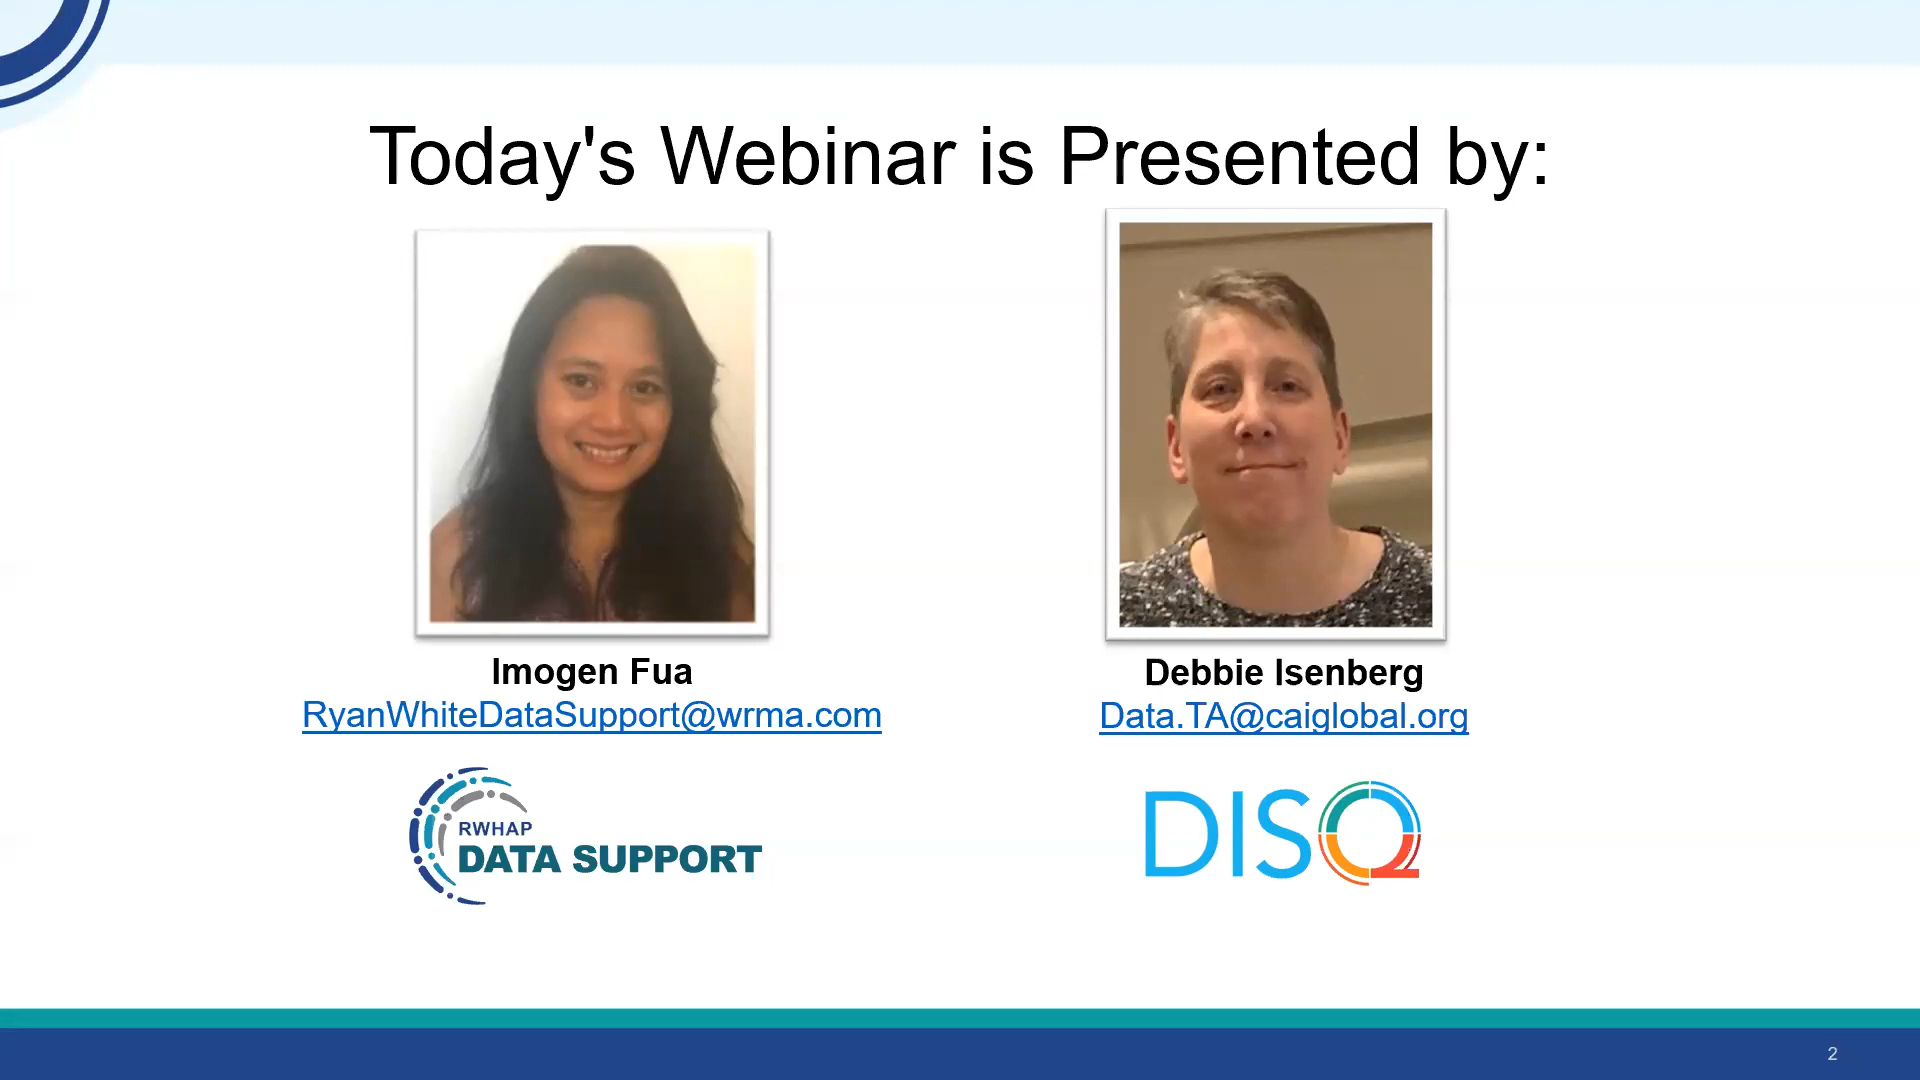 Today's Webinar is Presented by:
Imogen Fua
RyanWhiteDataSupport@wrma.com
RWHAP
DATA SUPPORT
Debbie Isenberg
Data.TA@caiglobal.org
DISQ
2